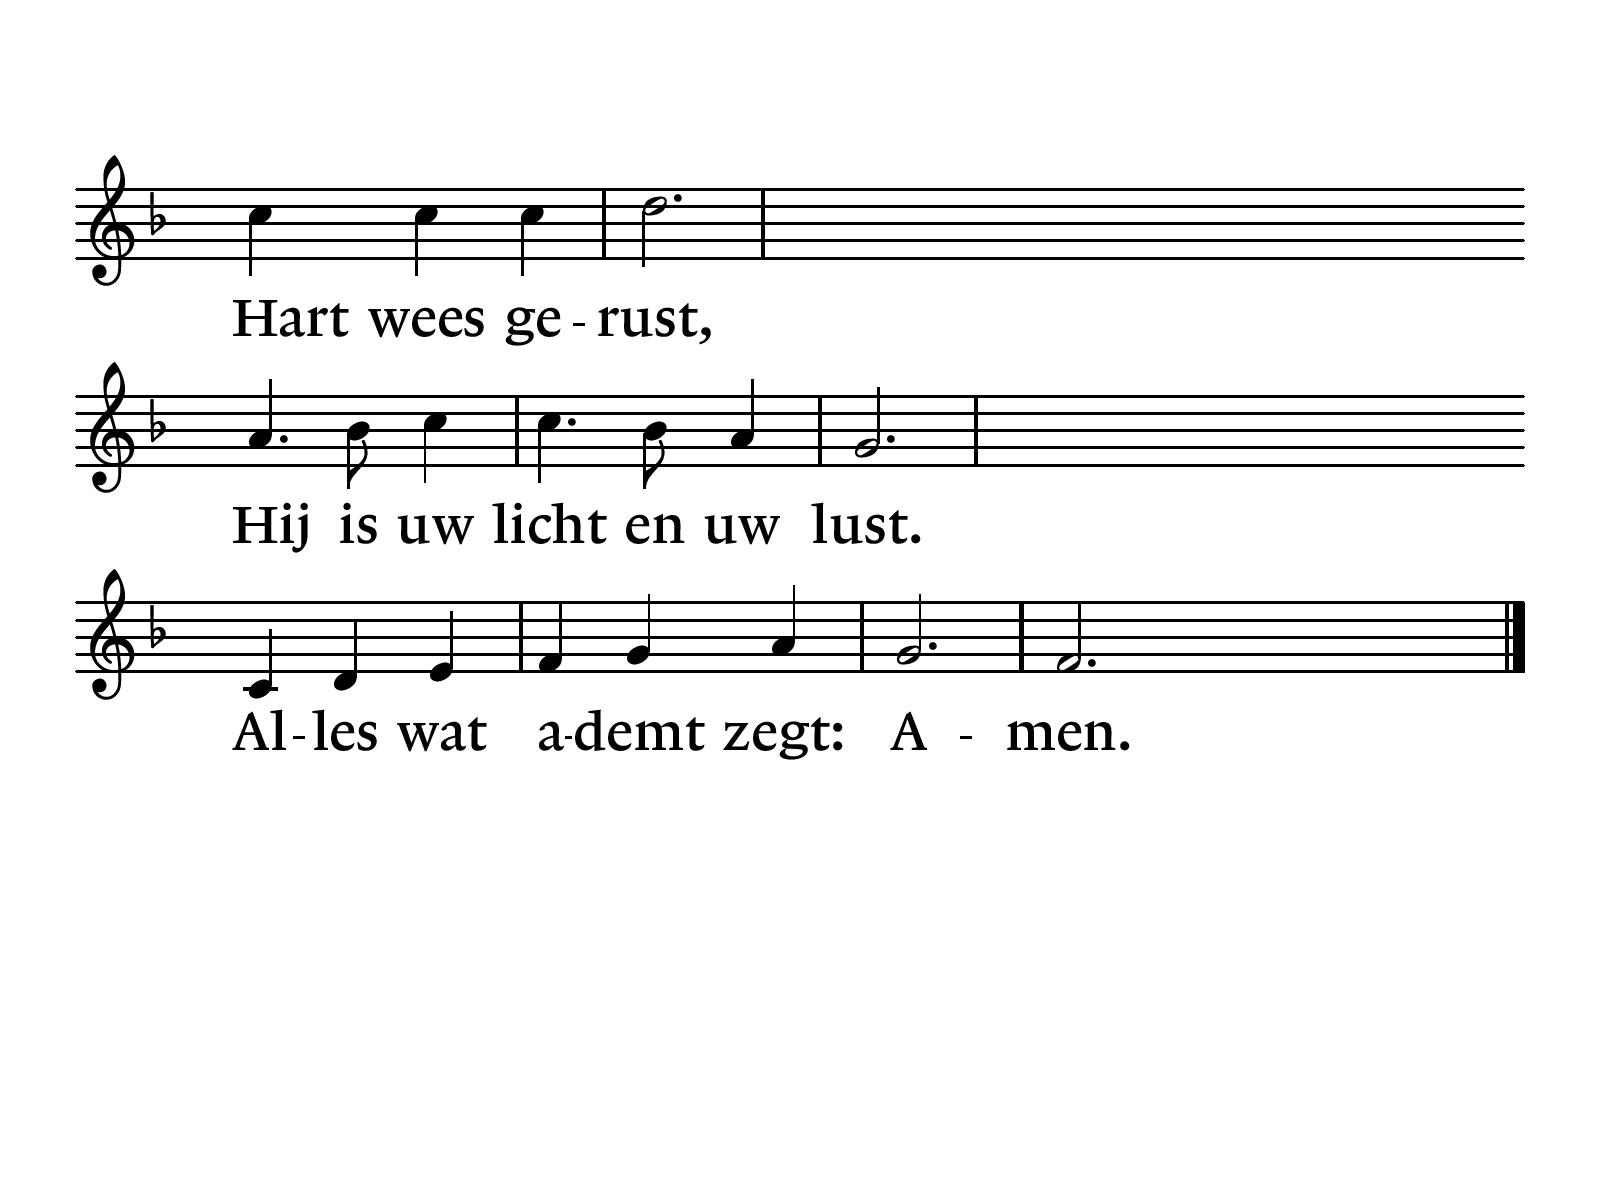 Hart wees ge - rust,
Hij is uw licht en uw lust.
Al-les wat a-demt zegt: A - men.